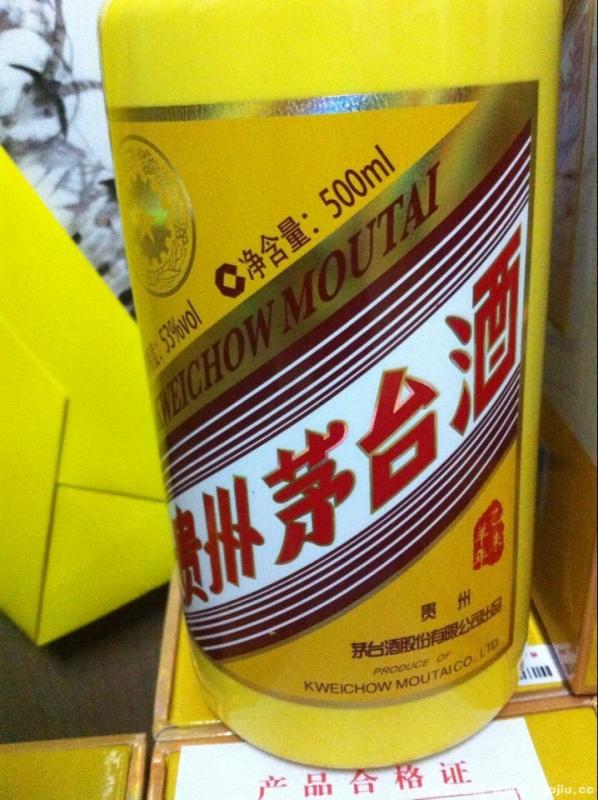 净含量：500ml
53%vol
KWEICHOW MOUTAI
贵州茅台酒
己未
羊年
贵州
茅台酒股份有限公司出品
PRODUCE OF
KWEICHOW MOUTAI CO., LTD.
产品合格证